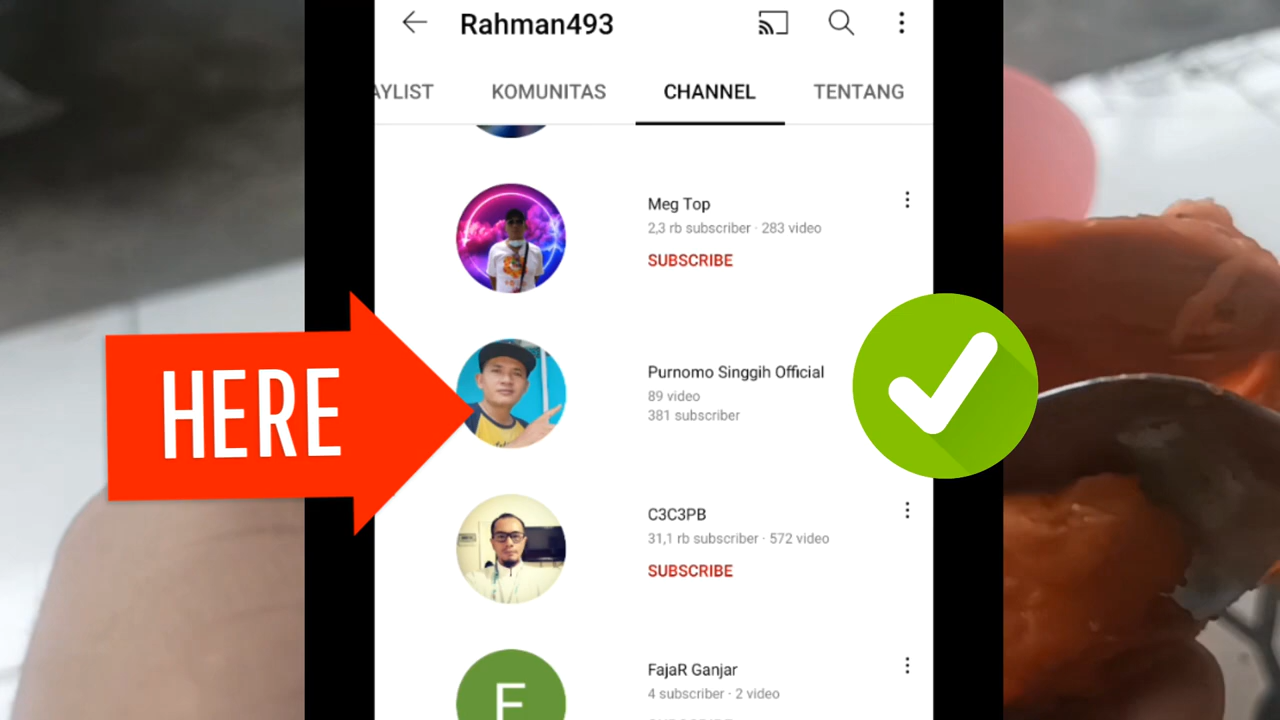 Rahman493
AYLIST KOMUNITAS CHANNEL TENTANG
Meg Top
2,3 rb subscriber · 283 video
SUBSCRIBE
HERE
Purnomo Singgih Official
89 video
381 subscriber
C3C3PB
31,1 rb subscriber · 572 video
SUBSCRIBE
F
FajaR Ganjar
4 subscriber · 2 video